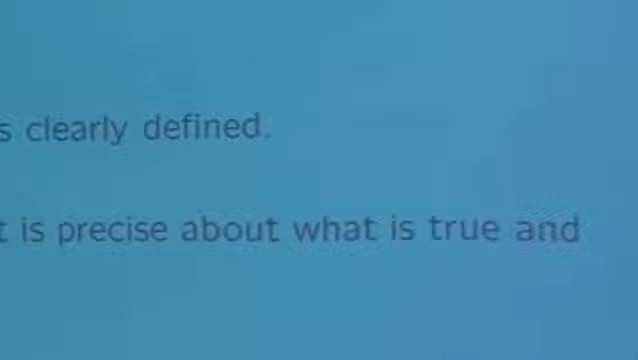 s clearly defined.
t is precise about what is true and